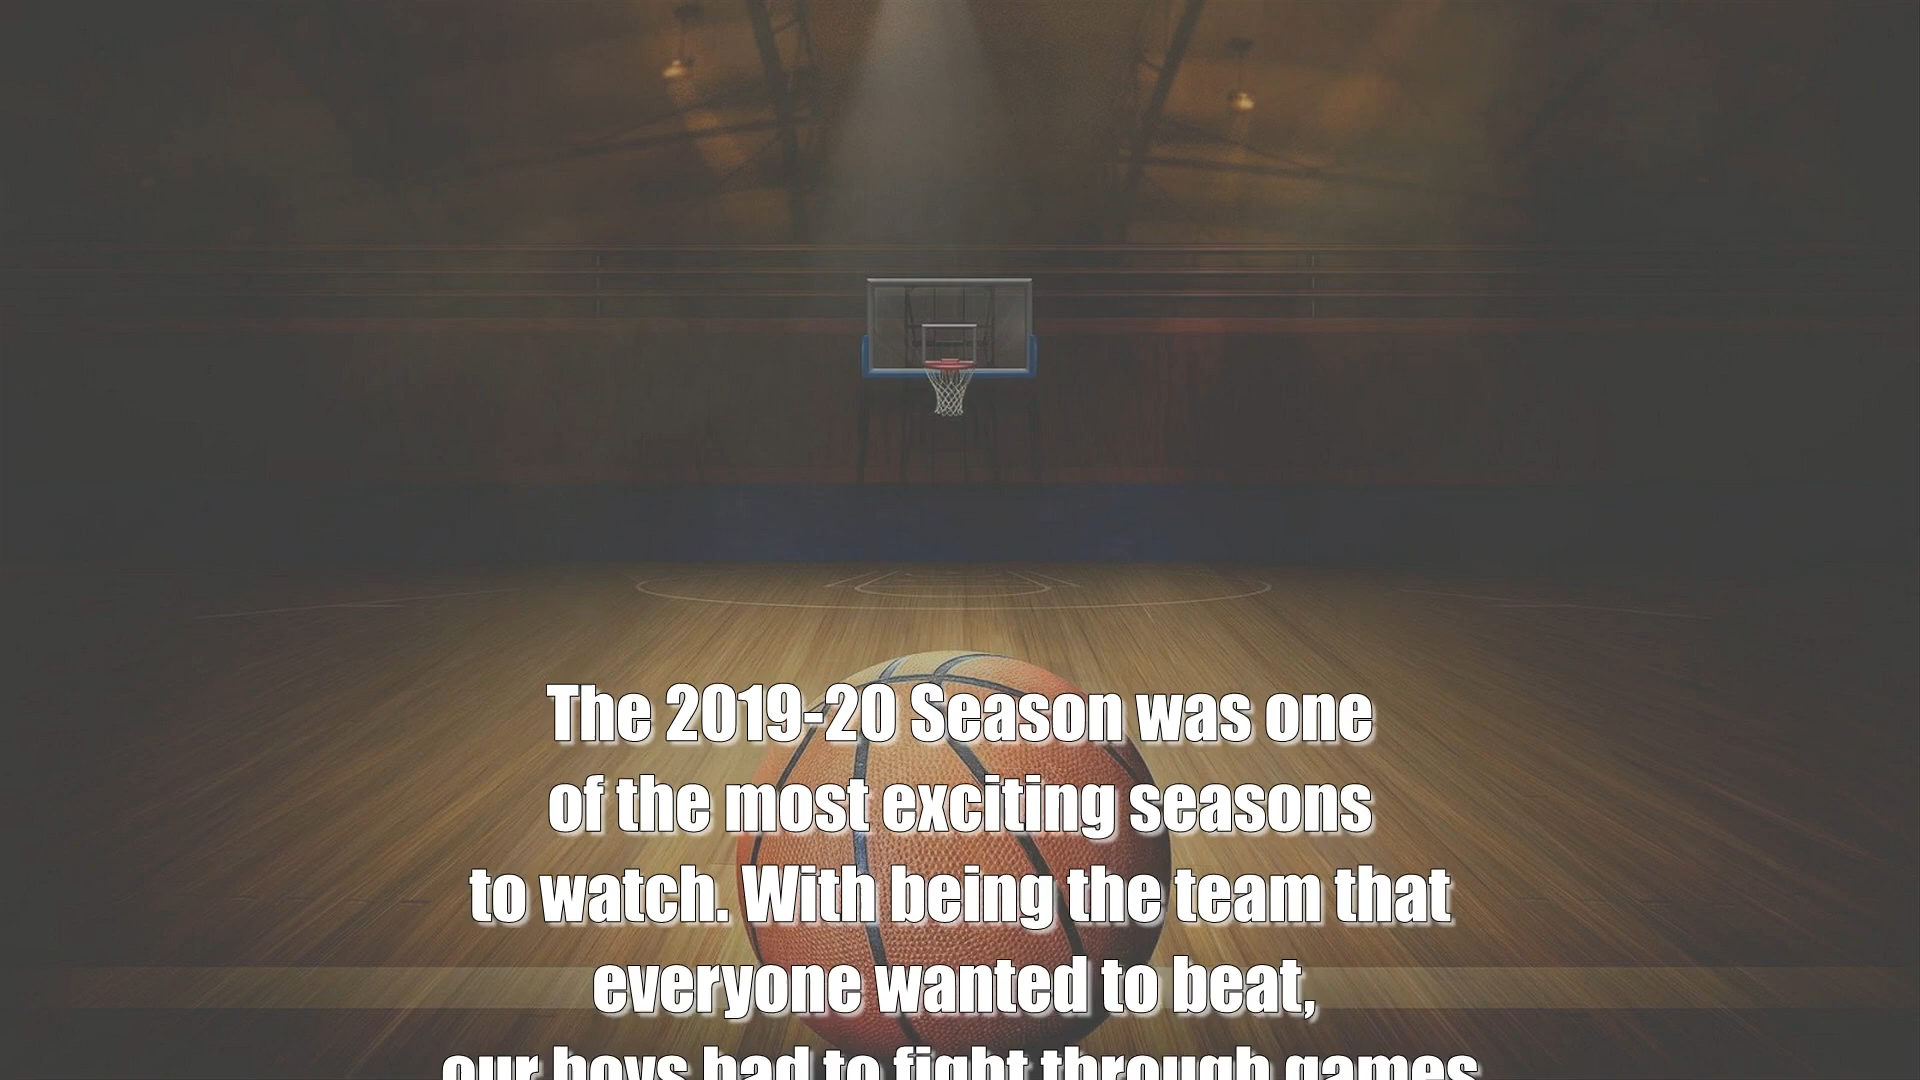 The 2019-20 Season was one
of the most exciting seasons
to watch. With being the team that
everyone wanted to beat,
our boys had to fight through games